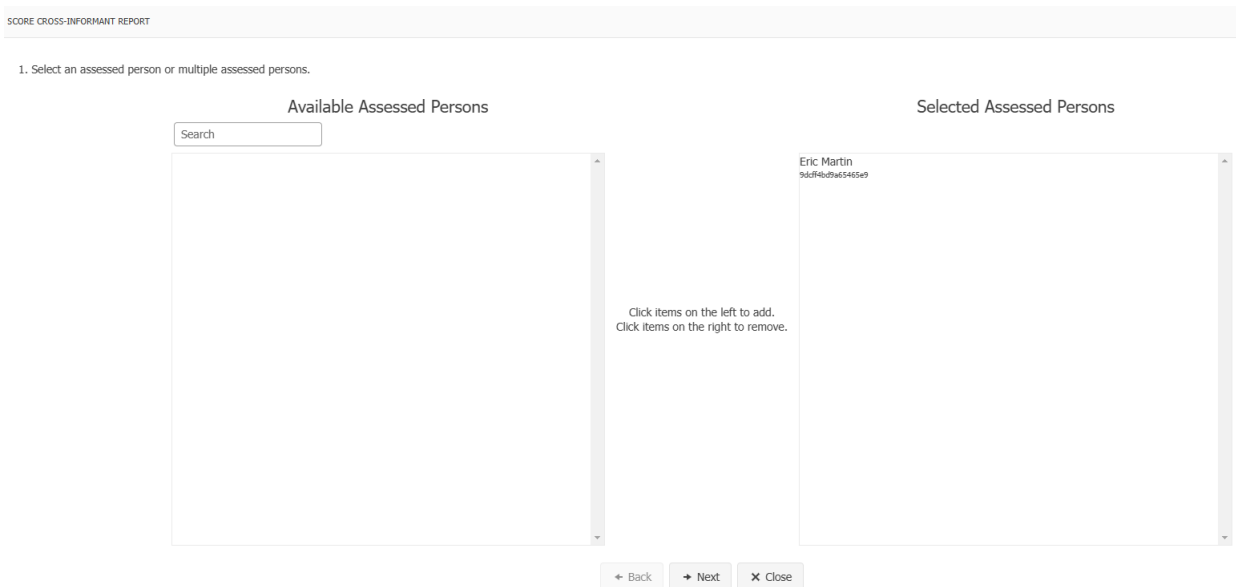 SCORE CROSS-INFORMANT REPORT
1. Select an assessed person or multiple assessed persons.
Available Assessed Persons
Selected Assessed Persons
Search
Eric Martin
9dcff4bd9a65465e9
Click items on the left to add.
Click items on the right to remove.
Back
Next
Close